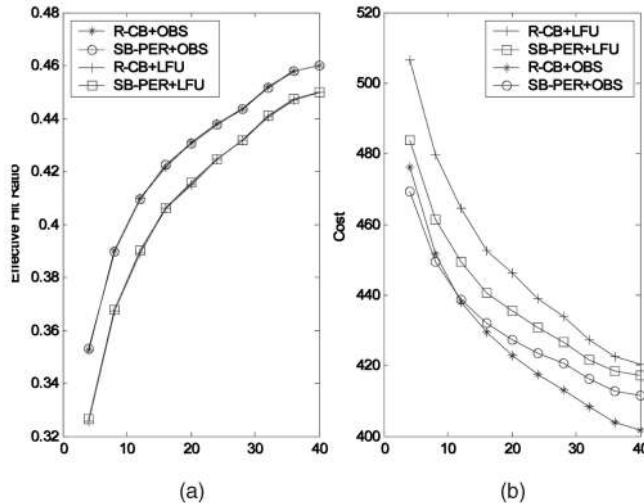 R-CB+OBS
SB-PER+OBS
R-CB+LFU
SB-PER+LFU
Effective Hit Ratio
0.46
0.44
0.42
0.4
0.38
0.36
0.34
0.32
0 10 20 30 40
(a)
R-CB+LFU
SB-PER+LFU
R-CB+OBS
SB-PER+OBS
Cost
520
500
480
460
440
420
400
0 10 20 30 40
(b)